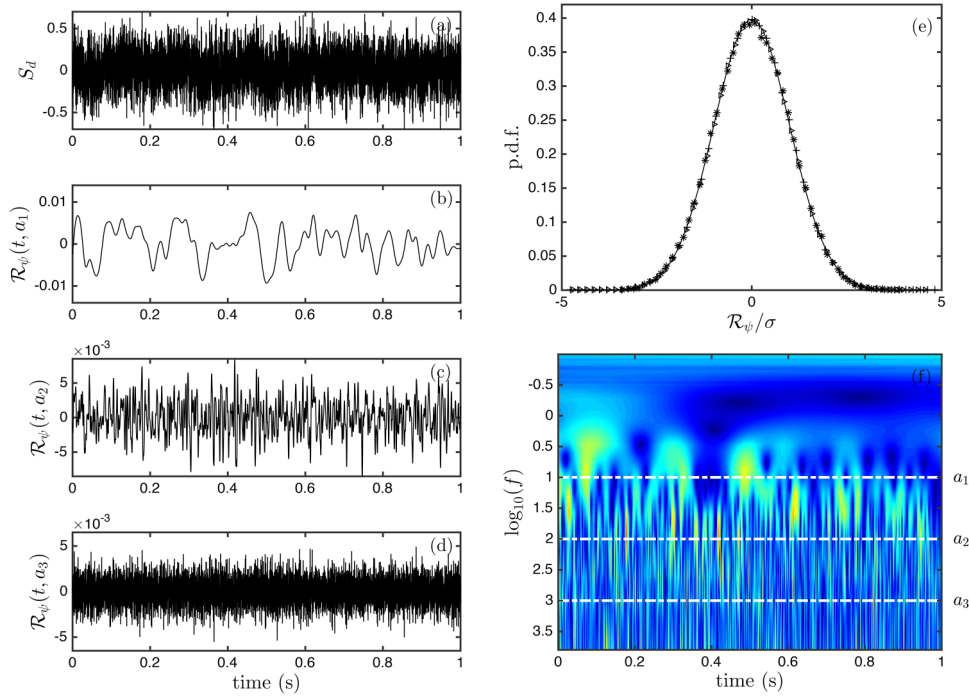 (a)
S_d
0.5
0
-0.5
0 0.2 0.4 0.6 0.8 1
(b)
ℛ_ψ(t, a_1)
0.01
0
-0.01
0 0.2 0.4 0.6 0.8 1
×10^-3
(c)
ℛ_ψ(t, a_2)
5
0
-5
0 0.2 0.4 0.6 0.8 1
×10^-3
(d)
ℛ_ψ(t, a_3)
5
0
-5
0 0.2 0.4 0.6 0.8 1
time (s)
(e)
p.d.f.
0.4
0.35
0.3
0.25
0.2
0.15
0.1
0.05
0
-5 0 5
ℛ_ψ/σ
(f)
log_10(f)
-0.5
0
0.5
1
1.5
2
2.5
3
3.5
a_1
a_2
a_3
0 0.2 0.4 0.6 0.8 1
time (s)